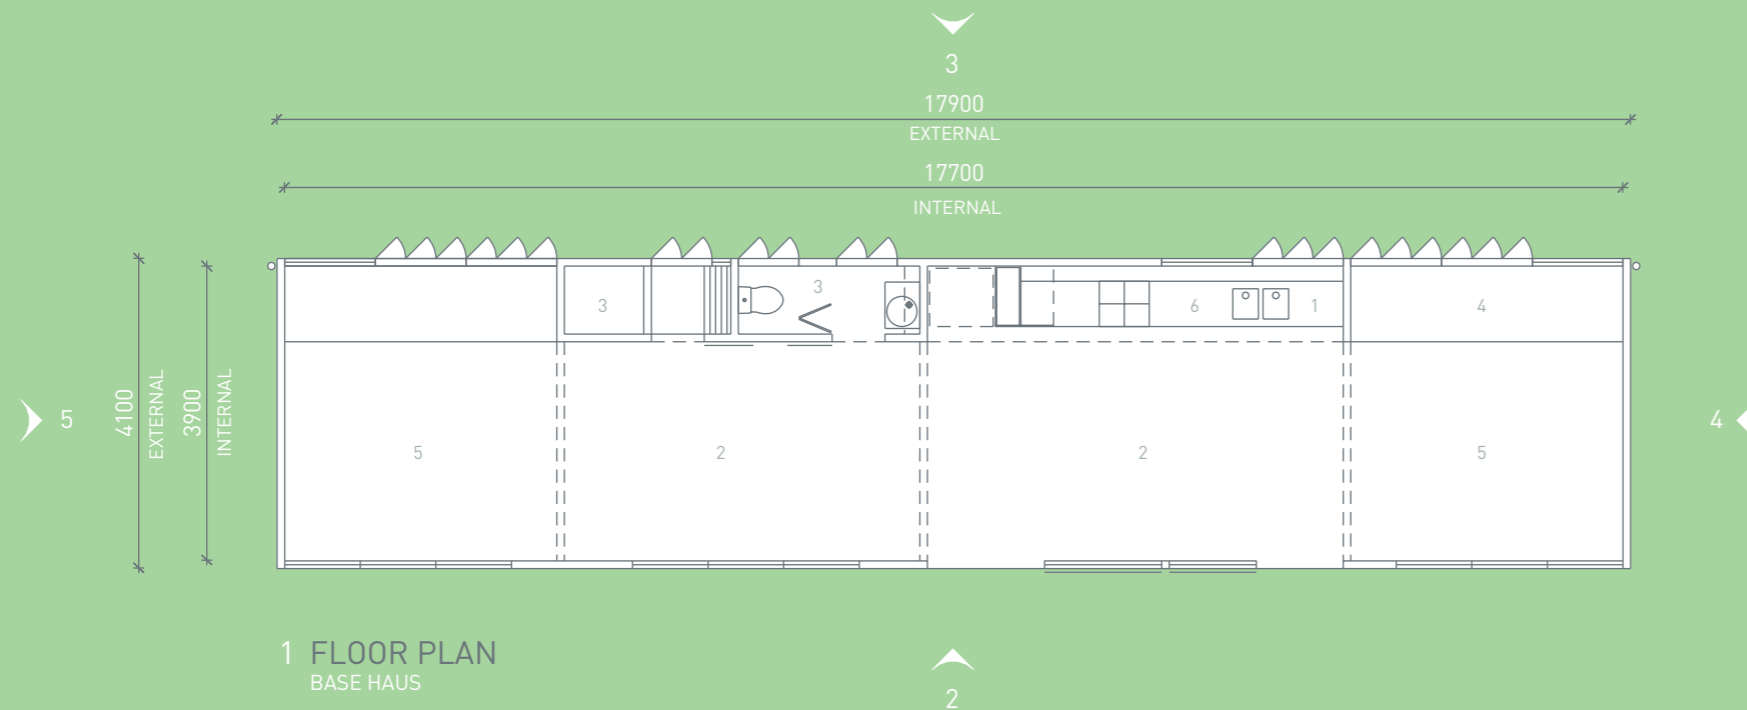 3
17900
EXTERNAL
17700
INTERNAL
4100
EXTERNAL
3900
INTERNAL
3
3
6
1
4
5
4
5
2
2
5
1 FLOOR PLAN
BASE HAUS
2